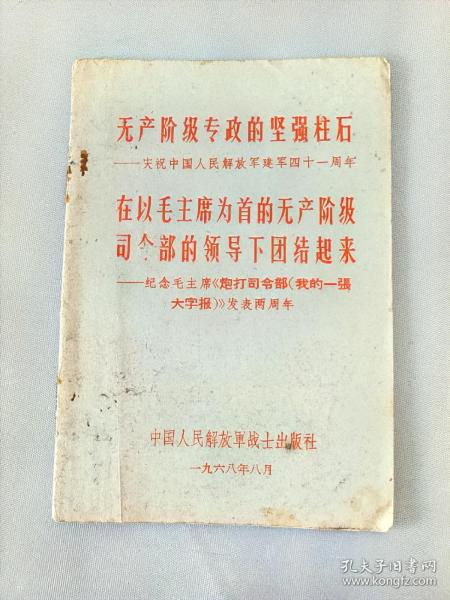 无产阶级专政的坚强柱石
——庆祝中国人民解放军建军四十一周年
在以毛主席为首的无产阶级
司令部的领导下团结起来
——纪念毛主席《炮打司令部(我的一張
大字报)》发表两周年
中国人民解放軍战士出版社
一九六八年八月
孔夫子旧书网
www.kongfz.com